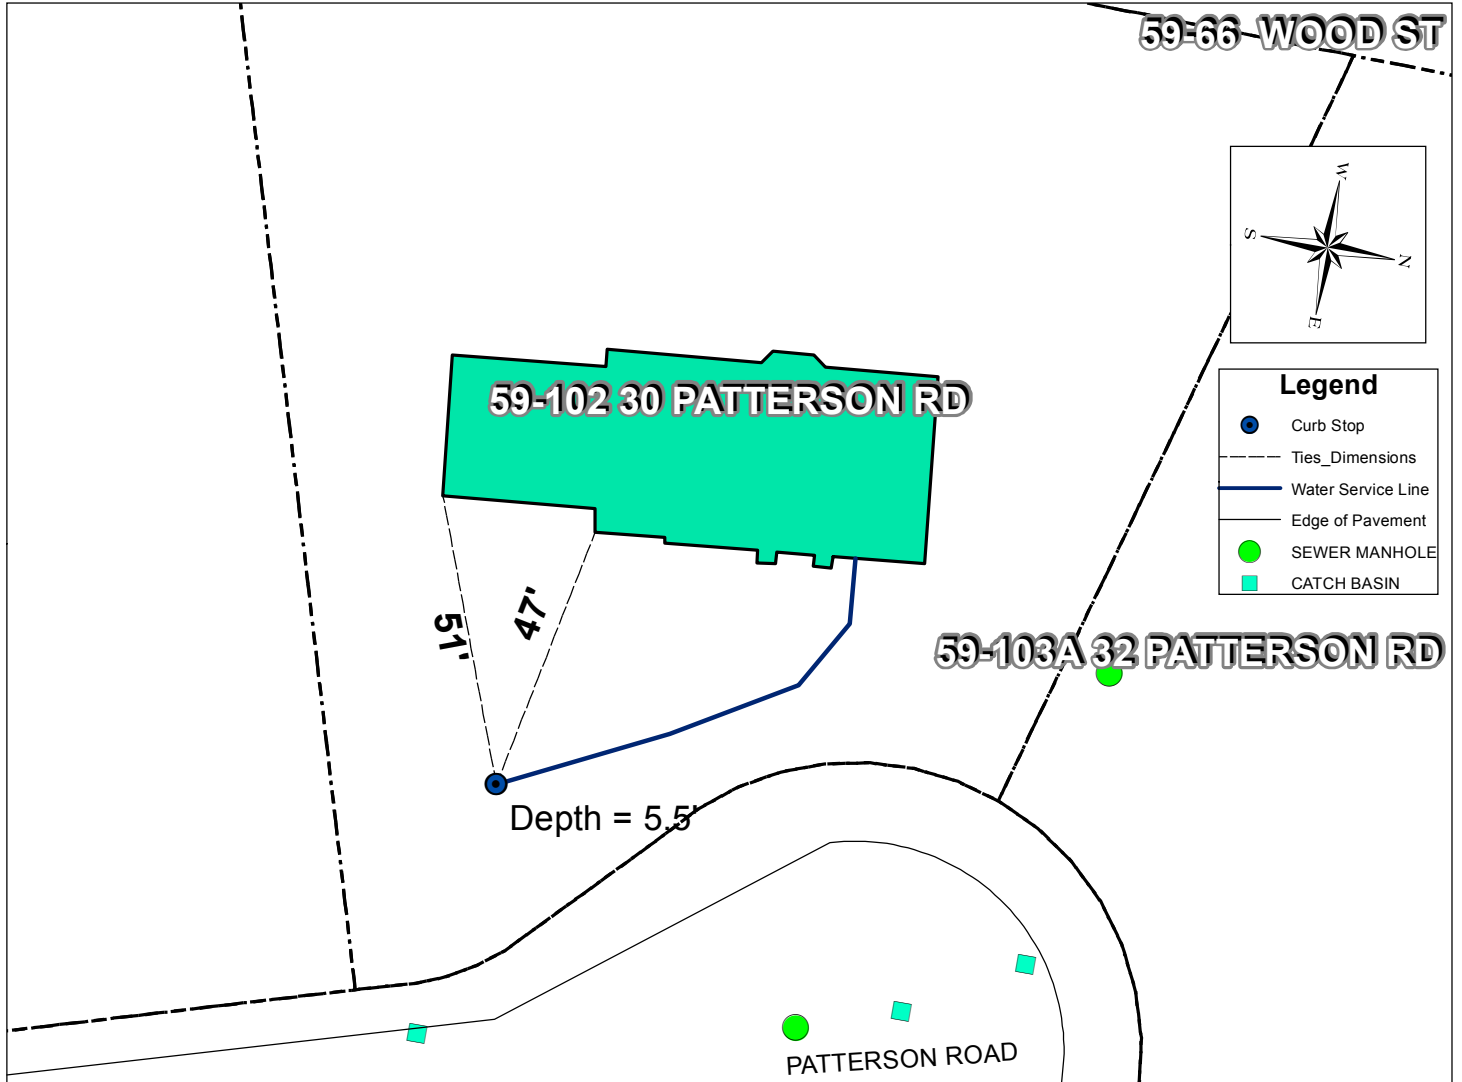 59-66 WOOD ST
W
S
N
E
59-102 30 PATTERSON RD
Legend
Curb Stop
Ties_Dimensions
Water Service Line
Edge of Pavement
SEWER MANHOLE
CATCH BASIN
51'
47'
59-103A 32 PATTERSON RD
Depth = 5.5'
PATTERSON ROAD